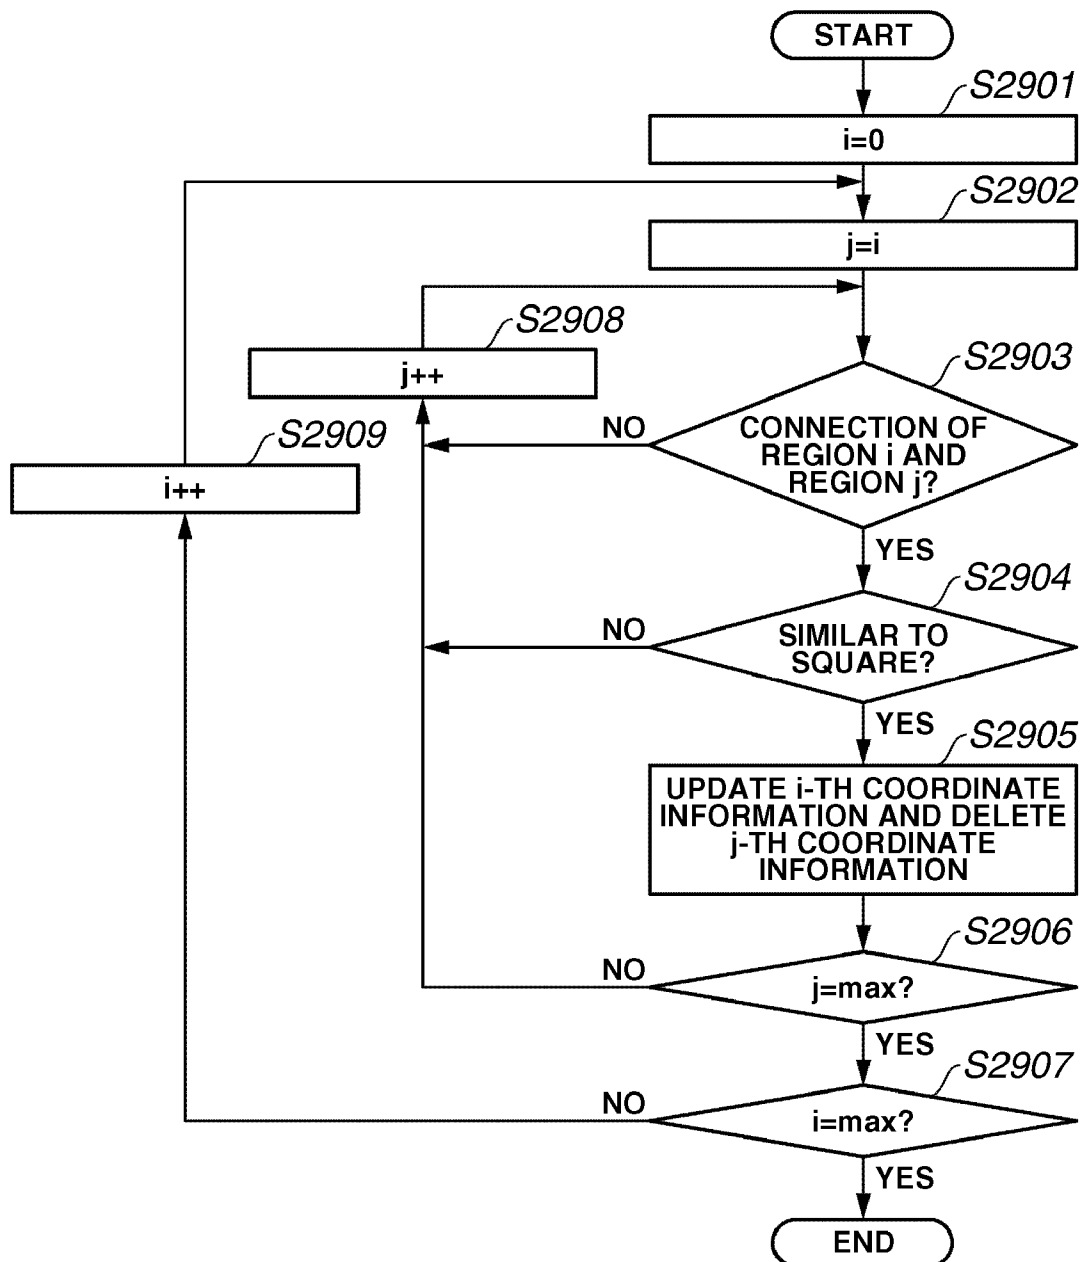 START
S2901
i=0
S2902
j=i
S2908
j++
S2903
CONNECTION OF
REGION i AND
REGION j?
NO
S2909
i++
YES
S2904
SIMILAR TO
SQUARE?
NO
YES
S2905
UPDATE i-TH COORDINATE
INFORMATION AND DELETE
j-TH COORDINATE
INFORMATION
S2906
NO
j=max?
YES
S2907
NO
i=max?
YES
END